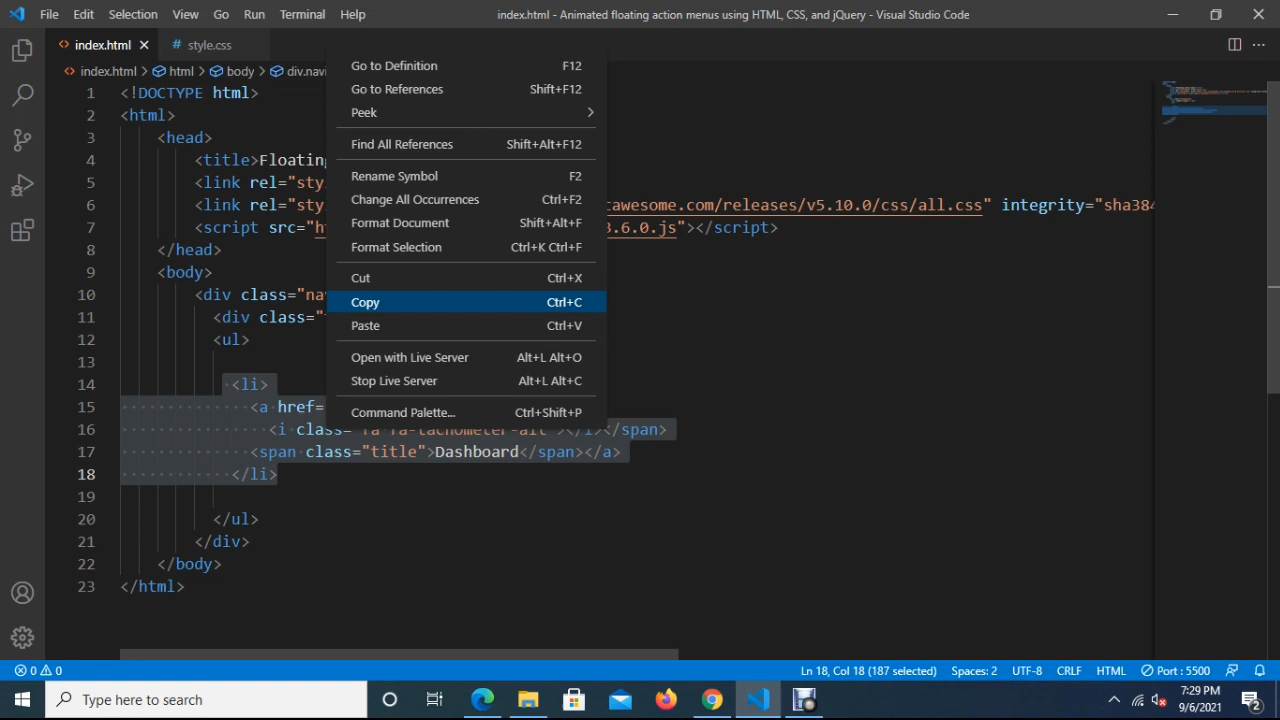 File Edit Selection View Go Run Terminal Help
index.html - Animated floating action menus using HTML, CSS, and jQuery - Visual Studio Code
index.html
# style.css
index.html > html > body > div.navi
1 <!DOCTYPE html>
2 <html>
3 <head>
4 <title>Floating
5 <link rel="sty
6 <link rel="sty tawesome.com/releases/v5.10.0/css/all.css" integrity="sha384
7 <script src="h 3.6.0.js"></script>
8 </head>
9 <body>
10 <div class="nav
11 <div class="
12 <ul>
13
14 <li>
15 <a href=
16 <i class="fa fa-tachometer-alt"></i></span>
17 <span class="title">Dashboard</span></a>
18 </li>
19
20 </ul>
21 </div>
22 </body>
23 </html>
Go to Definition F12
Go to References Shift+F12
Peek
Find All References Shift+Alt+F12
Rename Symbol F2
Change All Occurrences Ctrl+F2
Format Document Shift+Alt+F
Format Selection Ctrl+K Ctrl+F
Cut Ctrl+X
Copy Ctrl+C
Paste Ctrl+V
Open with Live Server Alt+L Alt+O
Stop Live Server Alt+L Alt+C
Command Palette... Ctrl+Shift+P
0 0 Ln 18, Col 18 (187 selected) Spaces: 2 UTF-8 CRLF HTML Port : 5500
Type here to search
7:29 PM
9/6/2021
2